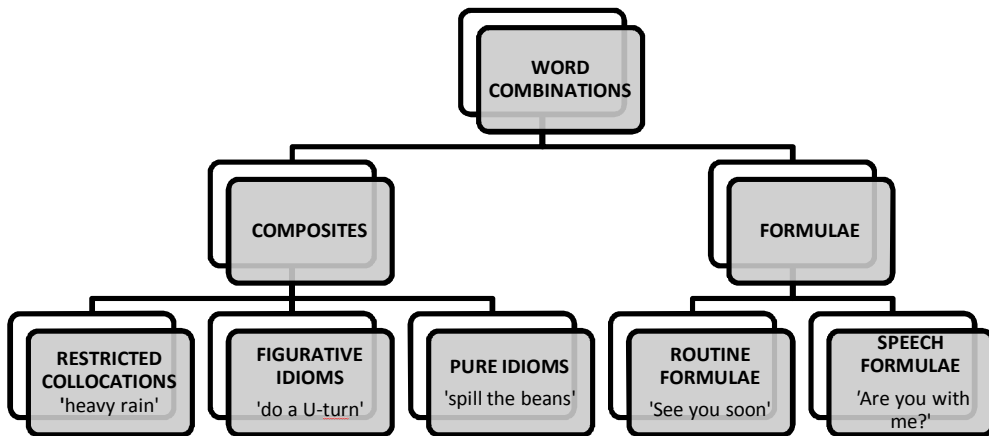 WORD
COMBINATIONS
COMPOSITES
FORMULAE
RESTRICTED
COLLOCATIONS
'heavy rain'
FIGURATIVE
IDIOMS
'do a U-turn'
PURE IDIOMS
'spill the beans'
ROUTINE
FORMULAE
'See you soon'
SPEECH
FORMULAE
'Are you with
me?'